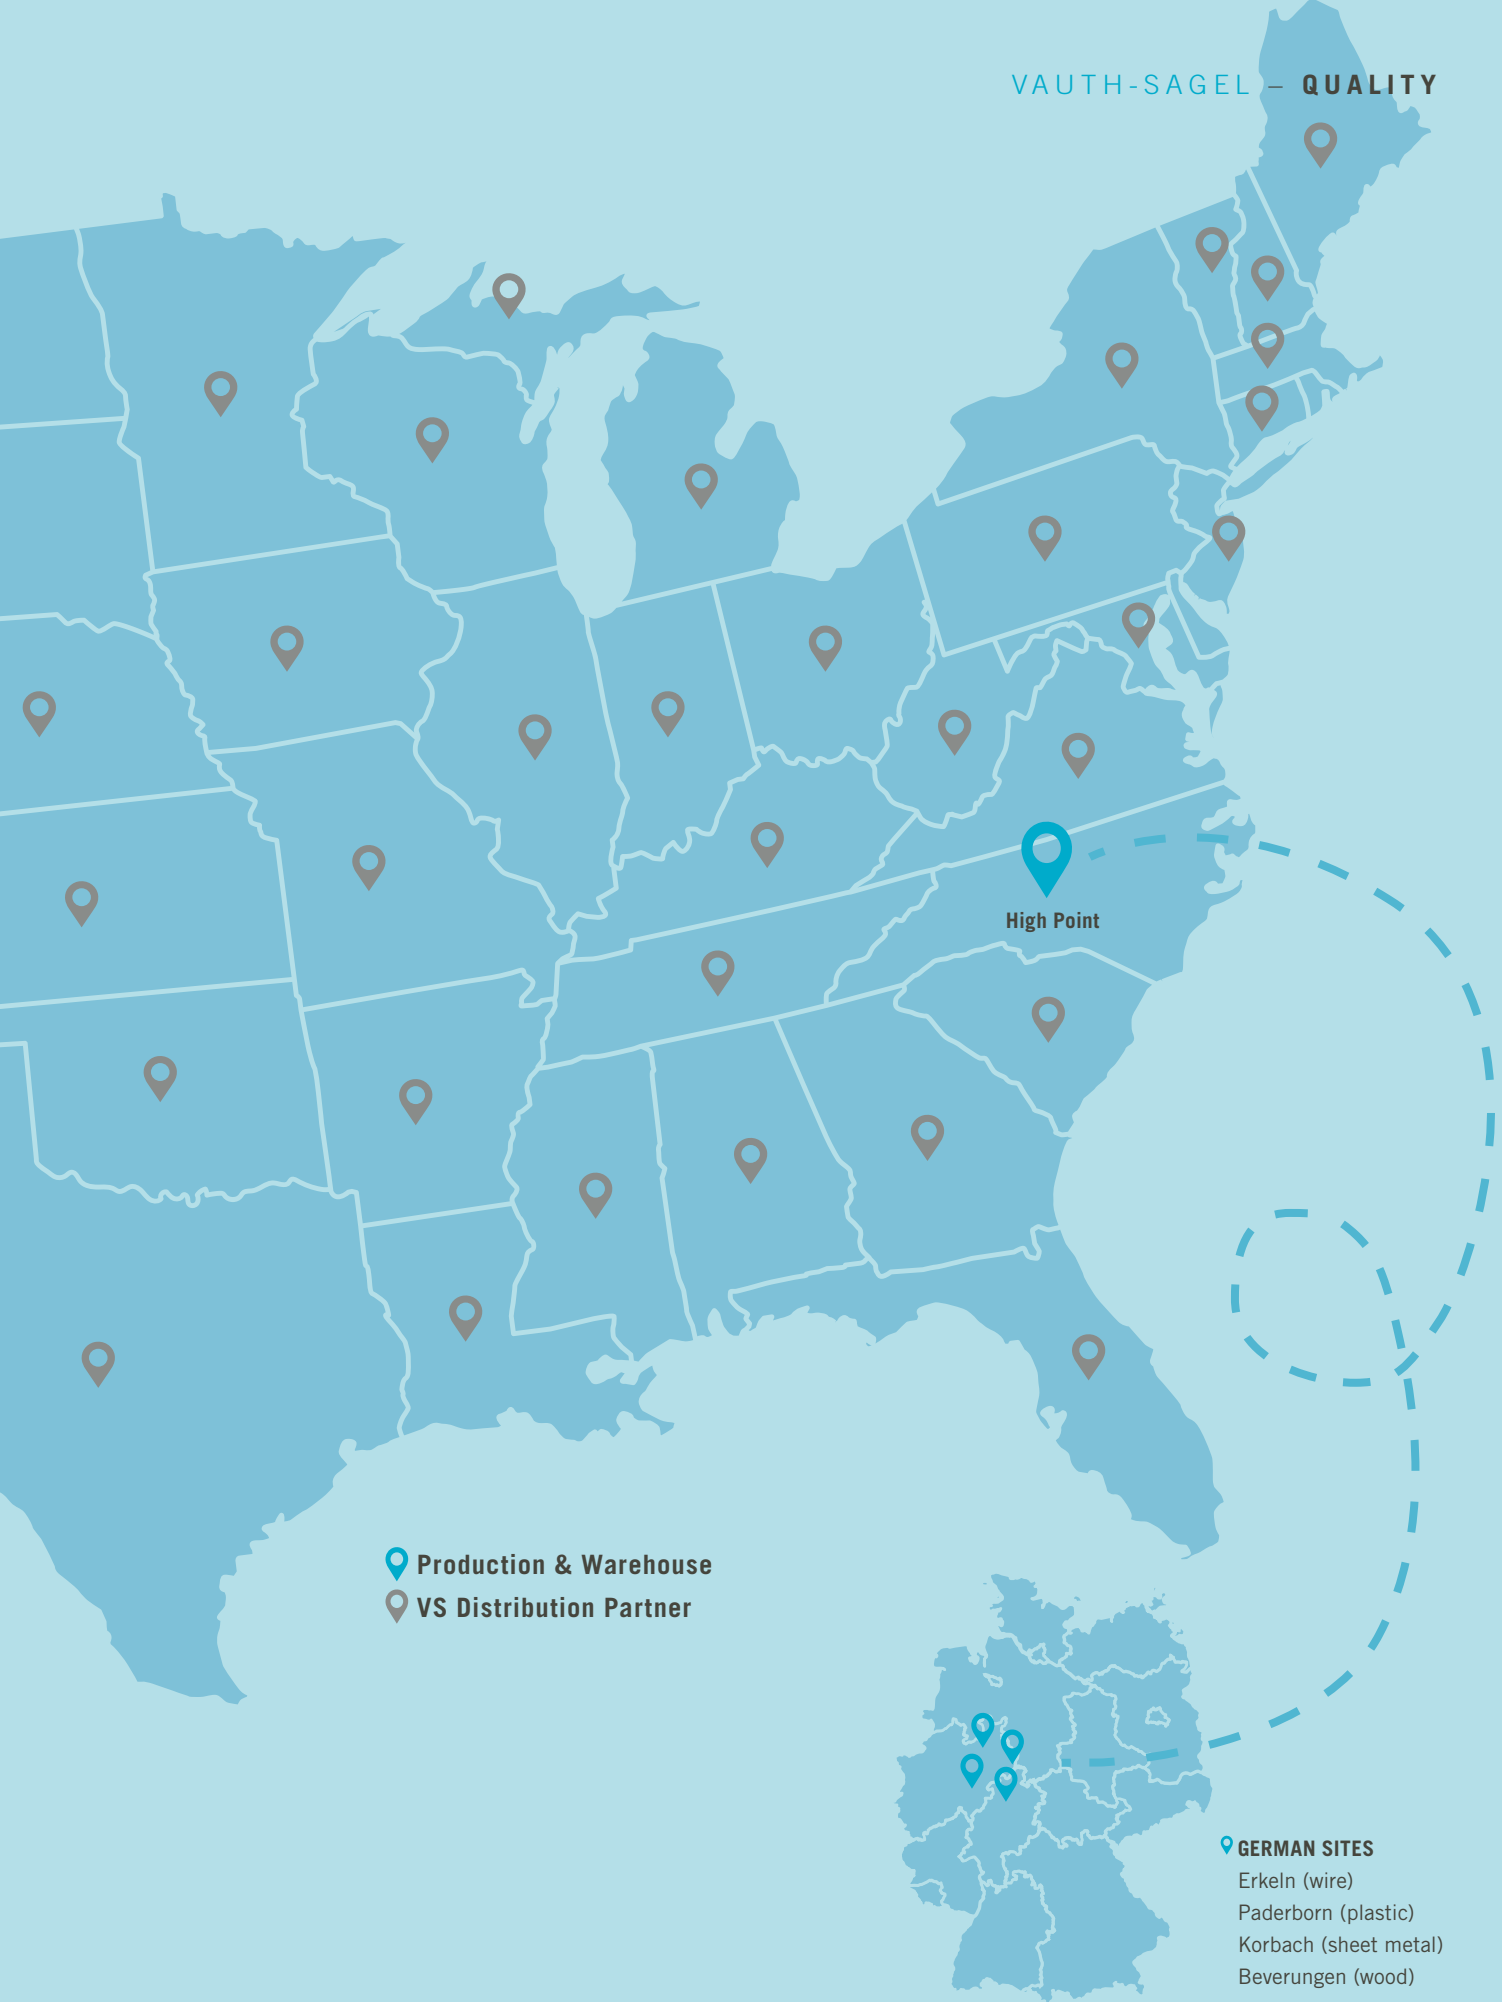 VAUTH-SAGEL – QUALITY
High Point
Production & Warehouse
VS Distribution Partner
GERMAN SITES
Erkeln (wire)
Paderborn (plastic)
Korbach (sheet metal)
Beverungen (wood)